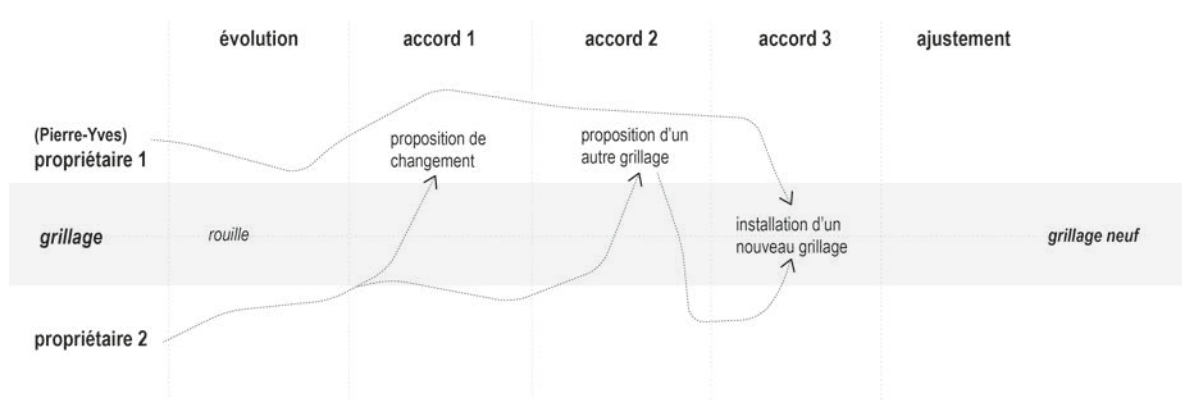 évolution
accord 1
accord 2
accord 3
ajustement
(Pierre-Yves)
propriétaire 1
proposition de
changement
proposition d'un
autre grillage
grillage
rouille
installation d'un
nouveau grillage
grillage neuf
propriétaire 2